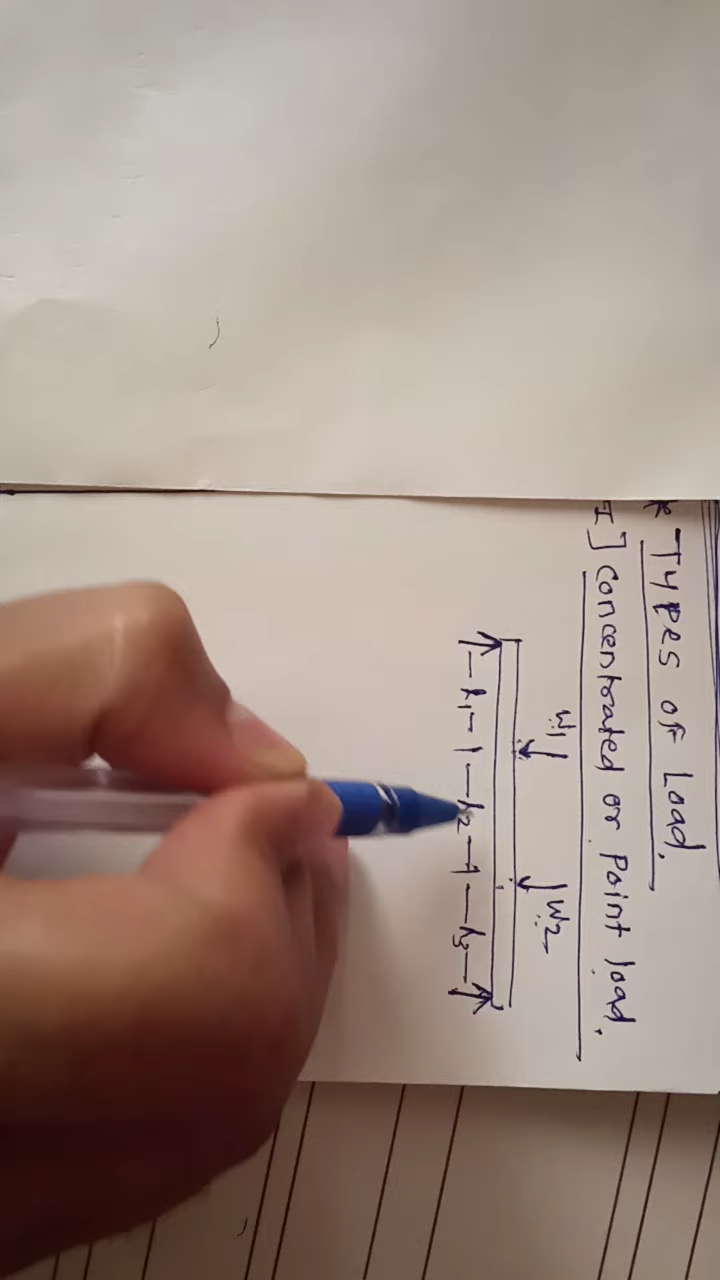 * Types of Load.
I] concentrated or point load.
W1 W2
l1 l2 l3